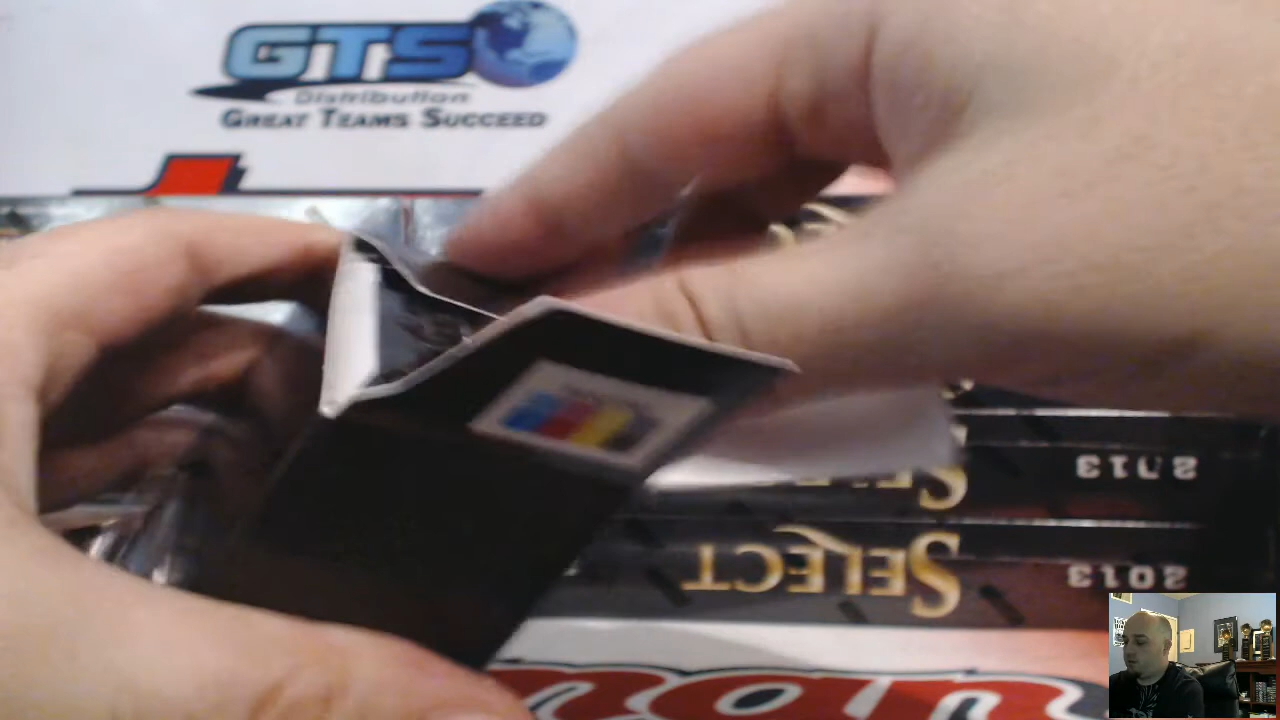 GTS
Distribution
GREAT TEAMS SUCCEED
2013
SELECT
2013